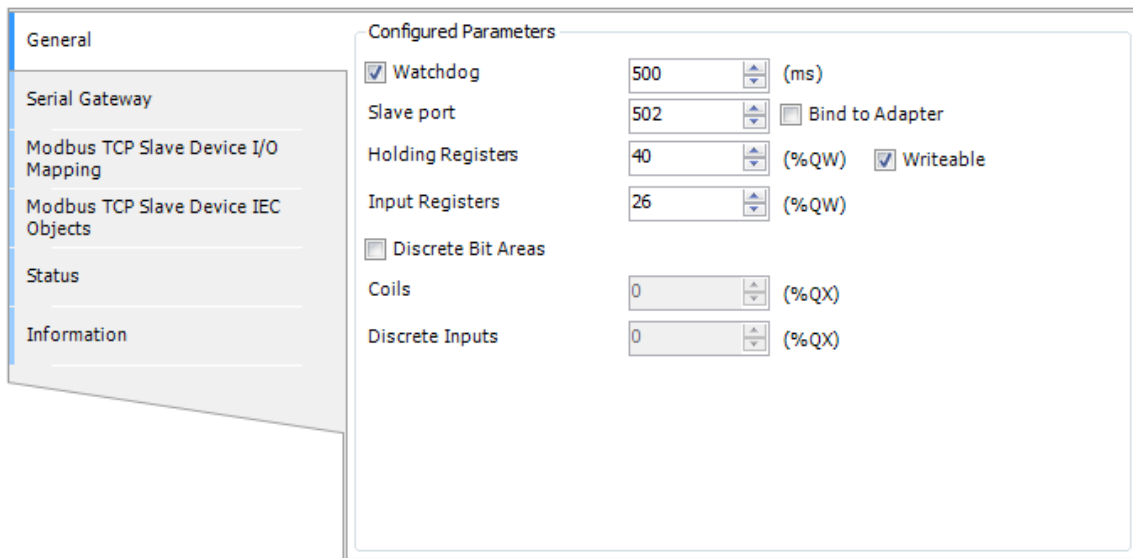 General
Serial Gateway
Modbus TCP Slave Device I/O
Mapping
Modbus TCP Slave Device IEC
Objects
Status
Information
Configured Parameters
Watchdog 500 (ms)
Slave port 502 Bind to Adapter
Holding Registers 40 (%QW) Writeable
Input Registers 26 (%QW)
Discrete Bit Areas
Coils 0 (%QX)
Discrete Inputs 0 (%QX)